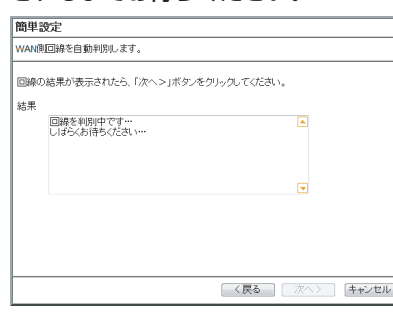 簡単設定
WAN側回線を自動判別します。
回線の結果が表示されたら、「次へ＞」ボタンをクリックしてください。
結果
回線を判別中です…
しばらくお待ちください…
＜戻る
次へ＞
キャンセル